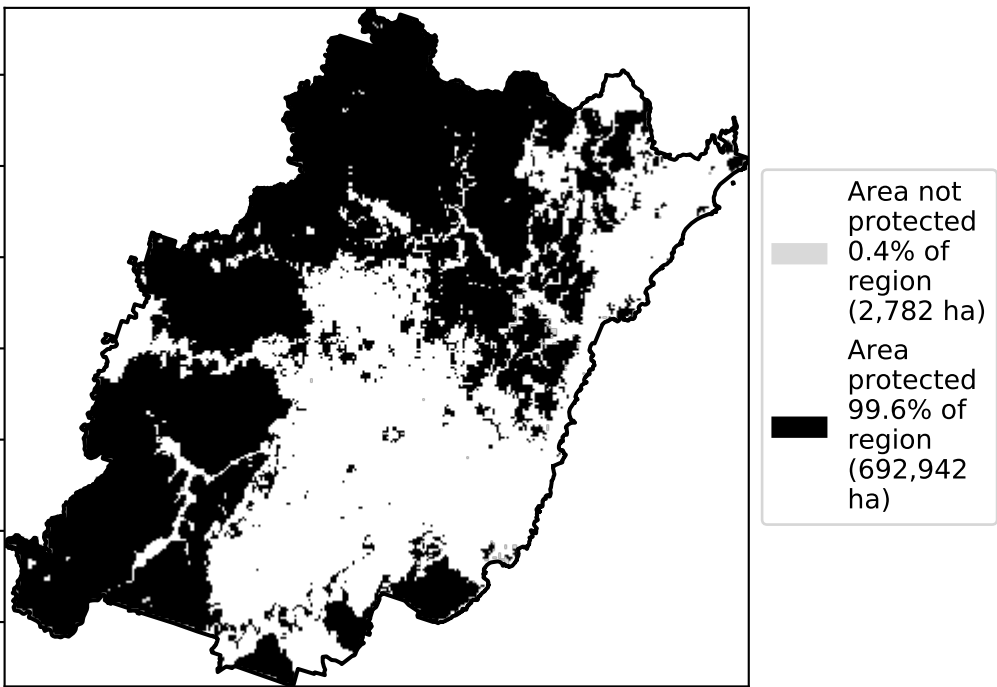 Area not
protected
0.4% of
region
(2,782 ha)
Area
protected
99.6% of
region
(692,942
ha)